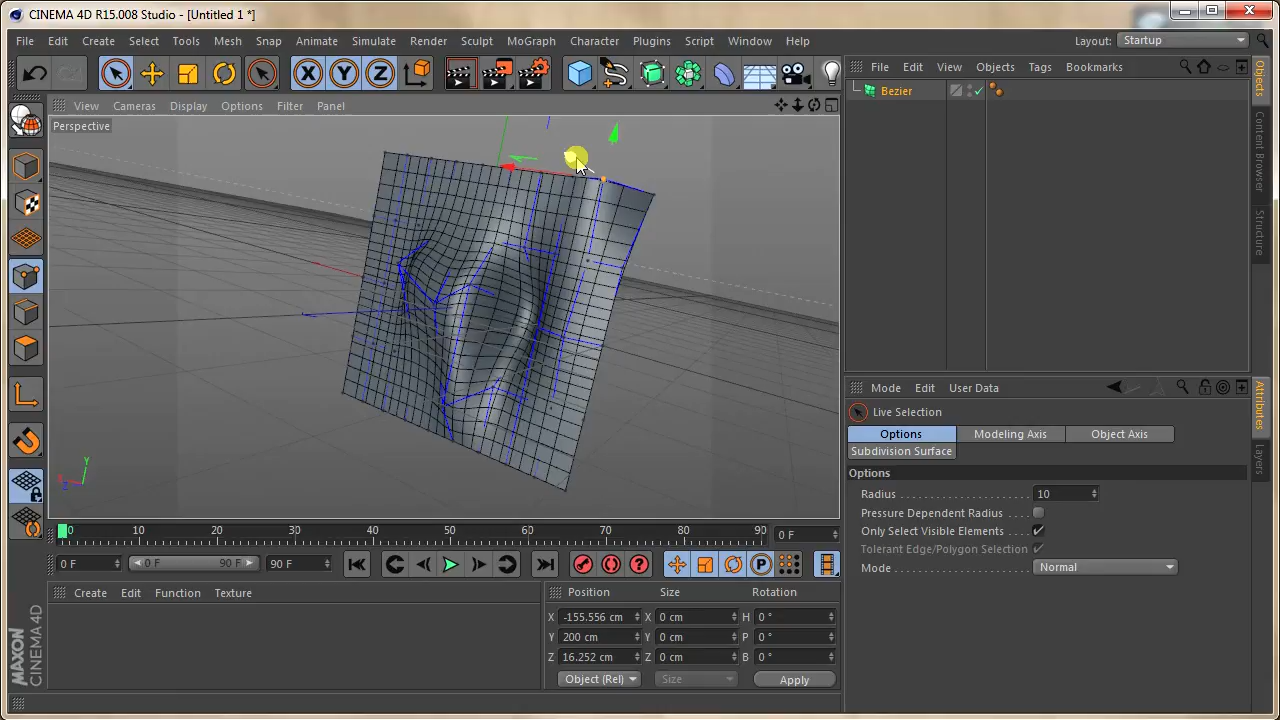 CINEMA 4D R15.008 Studio - [Untitled 1 *]
File Edit Create Select Tools Mesh Snap Animate Simulate Render Sculpt MoGraph Character Plugins Script Window Help Layout: Startup
X Y Z
File Edit View Objects Tags Bookmarks
View Cameras Display Options Filter Panel
Bezier
Perspective
Objects
Content Browser
Structure
Mode Edit User Data
Live Selection
Options Modeling Axis Object Axis
Subdivision Surface
Options
Radius 10
Pressure Dependent Radius
Only Select Visible Elements
Tolerant Edge/Polygon Selection
Mode Normal
Attributes
Layers
Y
X
Z
0 10 20 30 40 50 60 70 80 90 0 F
0 F 0 F 90 F 90 F P
Create Edit Function Texture
Position Size Rotation
X -155.556 cm X 0 cm H 0 °
Y 200 cm Y 0 cm P 0 °
Z 16.252 cm Z 0 cm B 0 °
Object (Rel) Size Apply
MAXON
CINEMA 4D